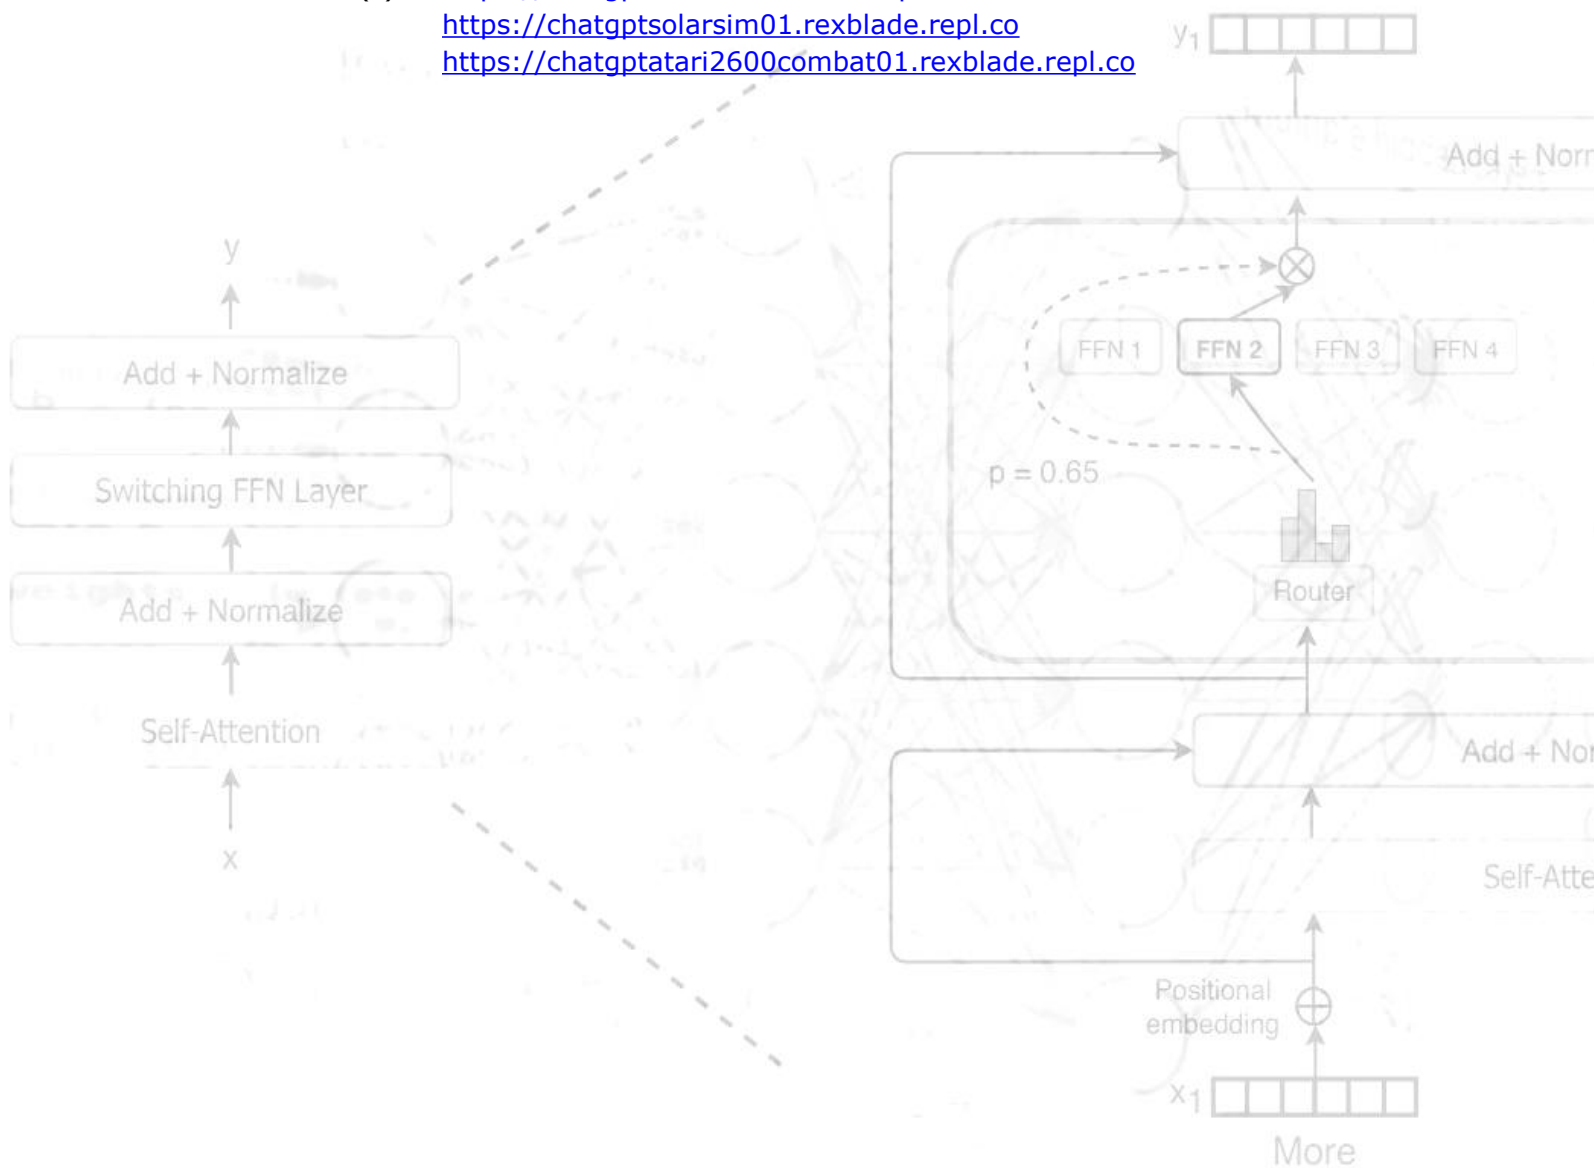 https://chatgptsolarsim01.rexblade.repl.co
https://chatgptatari2600combat01.rexblade.repl.co
y
Add + Normalize
Switching FFN Layer
Add + Normalize
Self-Attention
x
y1
Add + Norm
FFN 1
FFN 2
FFN 3
FFN 4
p = 0.65
Router
Add + Nor
Self-Atte
Positional
embedding
x1
More